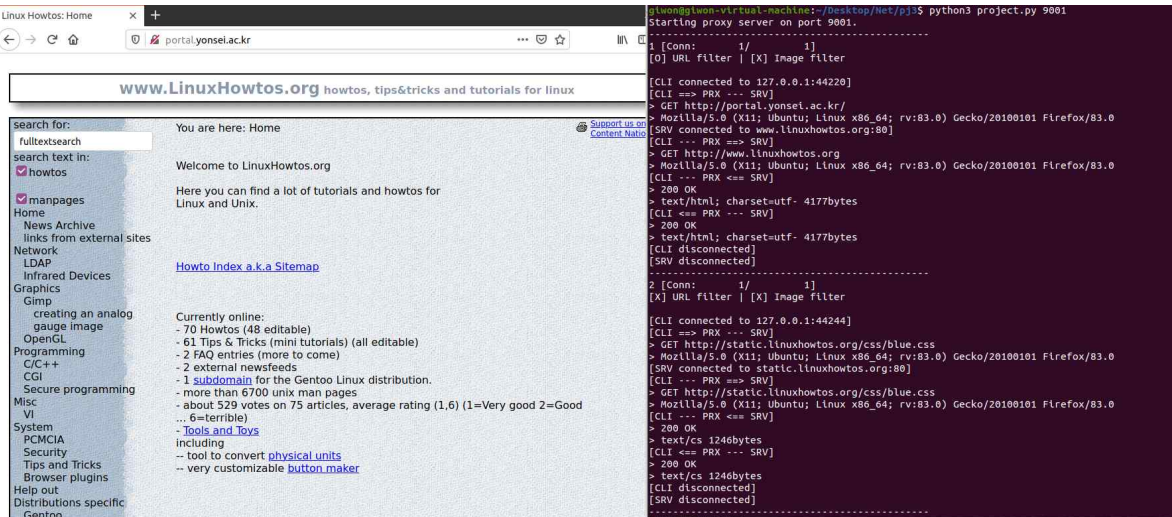 Linux Howtos: Home × +
portal.yonsei.ac.kr
www.LinuxHowtos.org howtos, tips&tricks and tutorials for linux
search for:
fulltextsearch
search text in:
howtos
manpages
Home
News Archive
links from external sites
Network
LDAP
Infrared Devices
Graphics
Gimp
creating an analog
gauge image
OpenGL
Programming
C/C++
CGI
Secure programming
Misc
VI
System
PCMCIA
Security
Tips and Tricks
Browser plugins
Help out
Distributions specific
Gentoo
You are here: Home
Support us on
Content Natio
Welcome to LinuxHowtos.org
Here you can find a lot of tutorials and howtos for
Linux and Unix.
Howto Index a.k.a Sitemap
Currently online:
- 70 Howtos (48 editable)
- 61 Tips & Tricks (mini tutorials) (all editable)
- 2 FAQ entries (more to come)
- 2 external newsfeeds
- 1 subdomain for the Gentoo Linux distribution.
- more than 6700 unix man pages
- about 529 votes on 75 articles, average rating (1,6) (1=Very good 2=Good
... 6=terrible)
- Tools and Toys
including
-- tool to convert physical units
-- very customizable button maker
giwon@giwon-virtual-machine:~/Desktop/Net/pj3$ python3 project.py 9001
Starting proxy server on port 9001.
-----------------------------------------------
1 [Conn: 1/ 1]
[O] URL filter | [X] Image filter
[CLI connected to 127.0.0.1:44220]
[CLI ==> PRX --- SRV]
> GET http://portal.yonsei.ac.kr/
> Mozilla/5.0 (X11; Ubuntu; Linux x86_64; rv:83.0) Gecko/20100101 Firefox/83.0
[SRV connected to www.linuxhowtos.org:80]
[CLI --- PRX ==> SRV]
> GET http://www.linuxhowtos.org
> Mozilla/5.0 (X11; Ubuntu; Linux x86_64; rv:83.0) Gecko/20100101 Firefox/83.0
[CLI --- PRX <== SRV]
> 200 OK
> text/html; charset=utf- 4177bytes
[CLI <== PRX --- SRV]
> 200 OK
> text/html; charset=utf- 4177bytes
[CLI disconnected]
[SRV disconnected]
-----------------------------------------------
2 [Conn: 1/ 1]
[X] URL filter | [X] Image filter
[CLI connected to 127.0.0.1:44244]
[CLI ==> PRX --- SRV]
> GET http://static.linuxhowtos.org/css/blue.css
> Mozilla/5.0 (X11; Ubuntu; Linux x86_64; rv:83.0) Gecko/20100101 Firefox/83.0
[SRV connected to static.linuxhowtos.org:80]
[CLI --- PRX ==> SRV]
> GET http://static.linuxhowtos.org/css/blue.css
> Mozilla/5.0 (X11; Ubuntu; Linux x86_64; rv:83.0) Gecko/20100101 Firefox/83.0
[CLI --- PRX <== SRV]
> 200 OK
> text/cs 1246bytes
[CLI <== PRX --- SRV]
> 200 OK
> text/cs 1246bytes
[CLI disconnected]
[SRV disconnected]
-----------------------------------------------